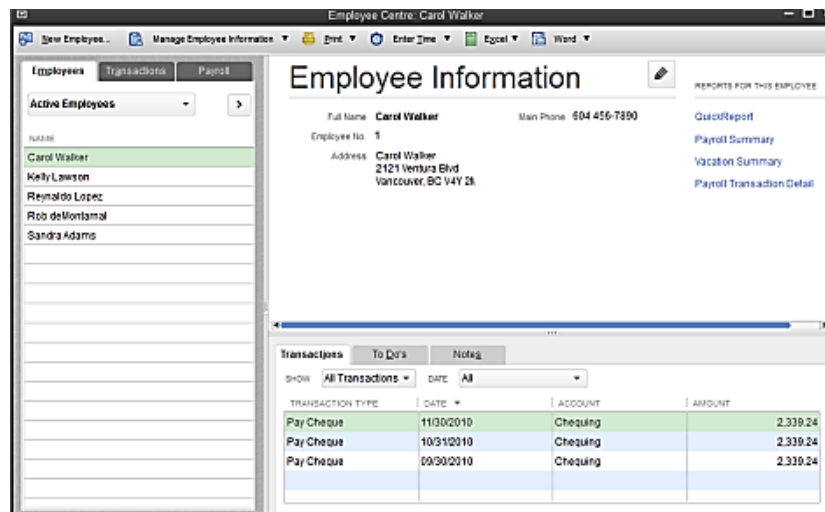 Employee Centre: Carol Walker
New Employee... Manage Employee Information Print Enter Time Excel Word
Employees Transactions Payroll
Active Employees
NAME
Carol Walker
Kelly Lawson
Reynaldo Lopez
Rob deMontarnal
Sandra Adams
Employee Information
Full Name Carol Walker Main Phone 604 456-7890
Employee No. 1
Address Carol Walker
2121 Ventura Blvd
Vancouver, BC V4Y
REPORTS FOR THIS EMPLOYEE
QuickReport
Payroll Summary
Vacation Summary
Payroll Transaction Detail
Transactions To Do's Notes
SHOW All Transactions DATE All
TRANSACTION TYPE DATE ACCOUNT AMOUNT
Pay Cheque 11/30/2010 Chequing 2,339.24
Pay Cheque 10/31/2010 Chequing 2,339.24
Pay Cheque 09/30/2010 Chequing 2,339.24